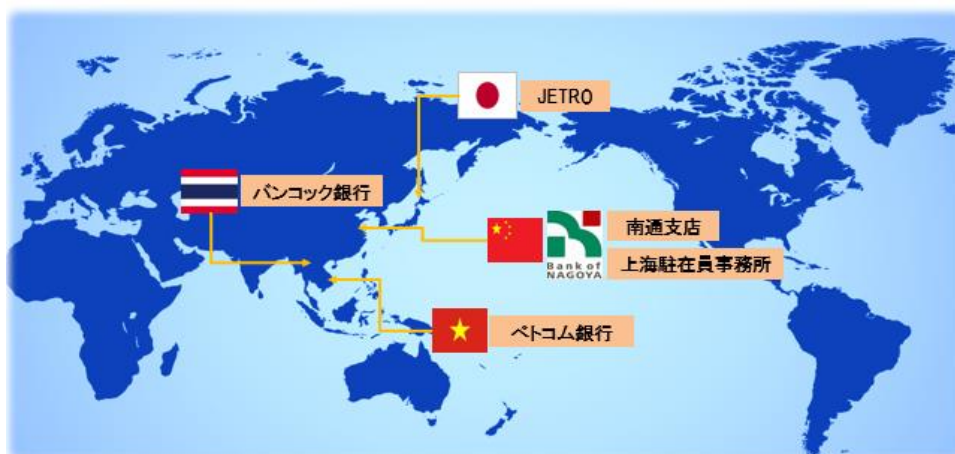 JETRO
バンコック銀行
南通支店
Bank of
NAGOYA
上海駐在員事務所
ベトコム銀行